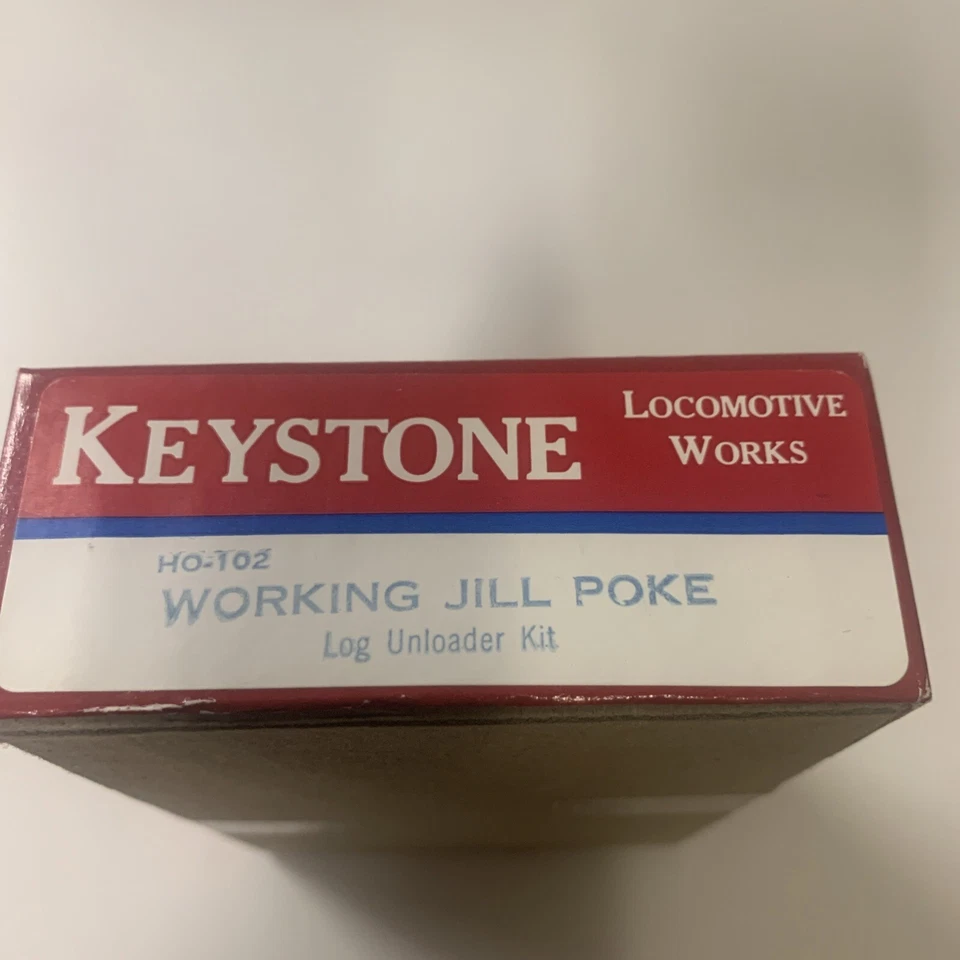 KEYSTONE
LOCOMOTIVE
WORKS
HO-102
WORKING JILL POKE
Log Unloader Kit